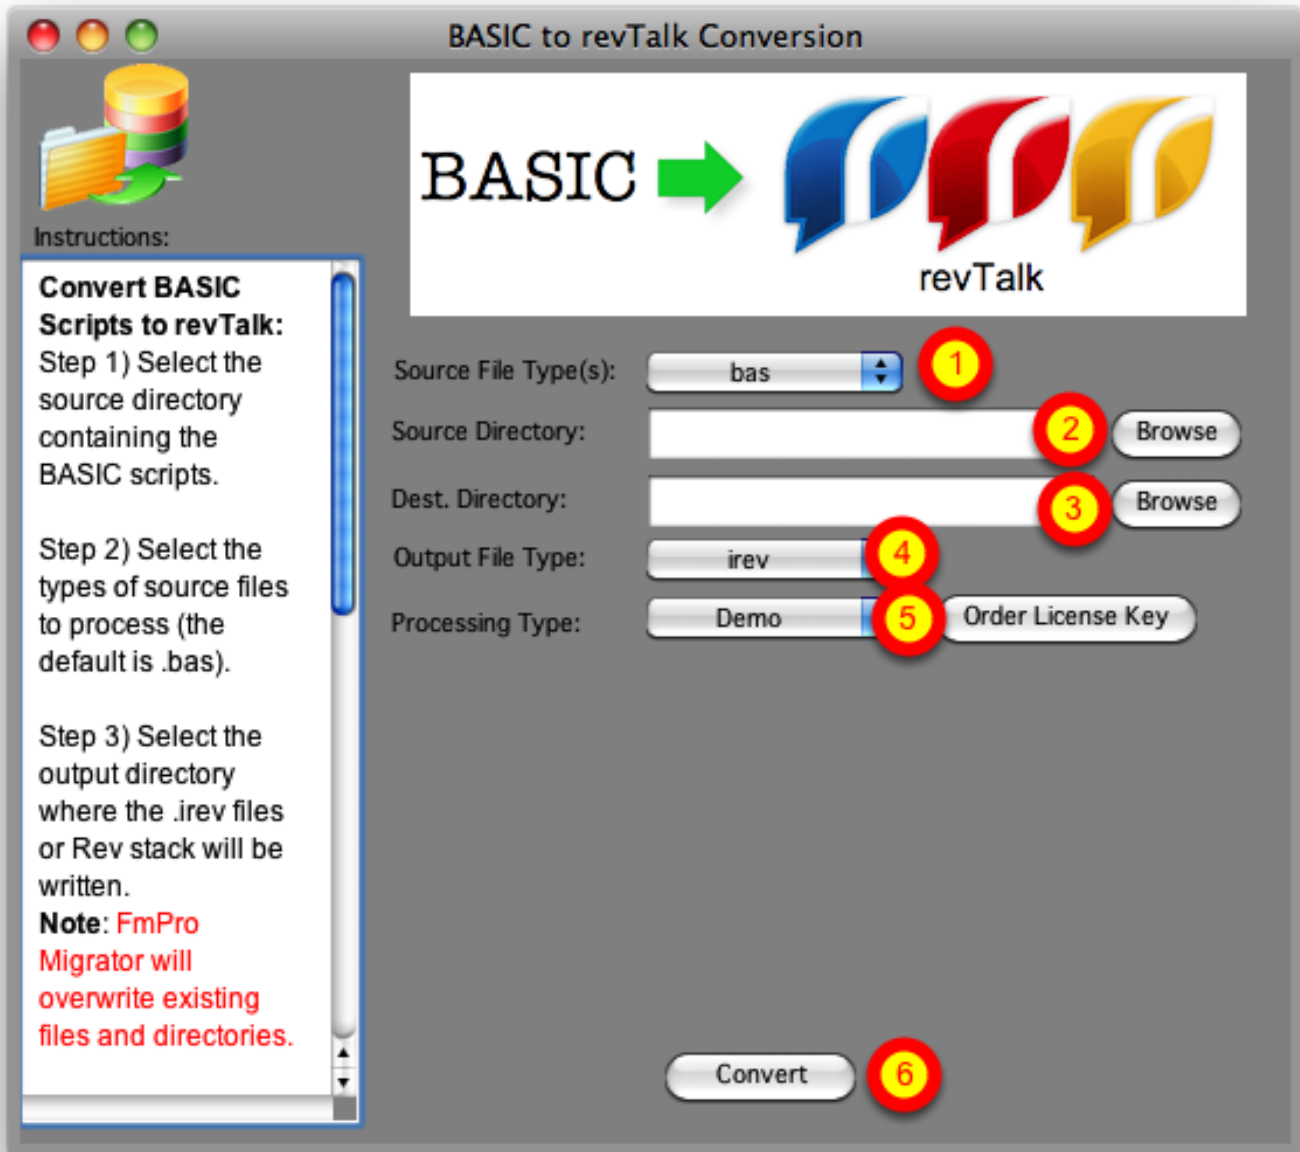 BASIC to revTalk Conversion
BASIC
revTalk
Instructions:
Convert BASIC
Scripts to revTalk:
Step 1) Select the
source directory
containing the
BASIC scripts.
Step 2) Select the
types of source files
to process (the
default is .bas).
Step 3) Select the
output directory
where the .irev files
or Rev stack will be
written.
Note: FmPro
Migrator will
overwrite existing
files and directories.
Source File Type(s): bas 1
Source Directory: 2 Browse
Dest. Directory: 3 Browse
Output File Type: irev 4
Processing Type: Demo 5 Order License Key
Convert 6